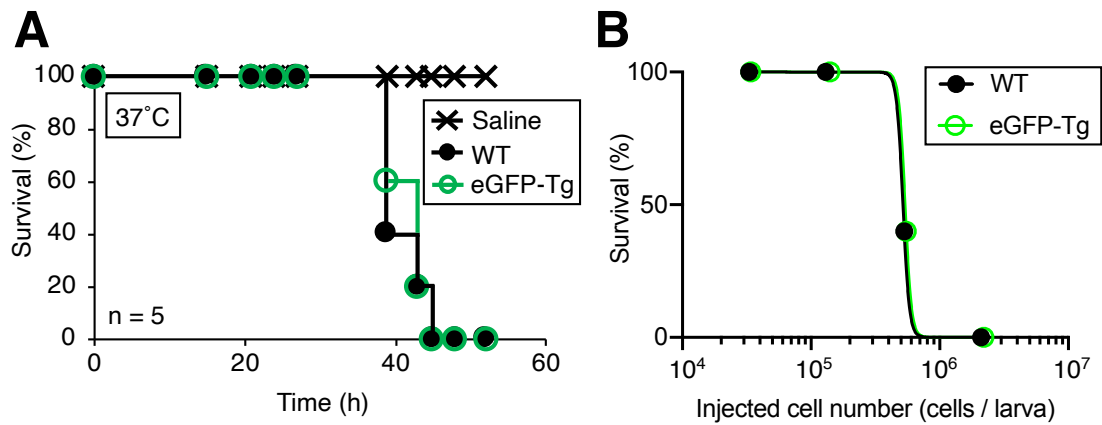 A
Survival (%)
100
80
60
40
20
0
37˚C
n = 5
Saline
WT
eGFP-Tg
0
20
40
60
Time (h)
B
Survival (%)
100
50
0
WT
eGFP-Tg
10⁴
10⁵
10⁶
10⁷
Injected cell number (cells / larva)